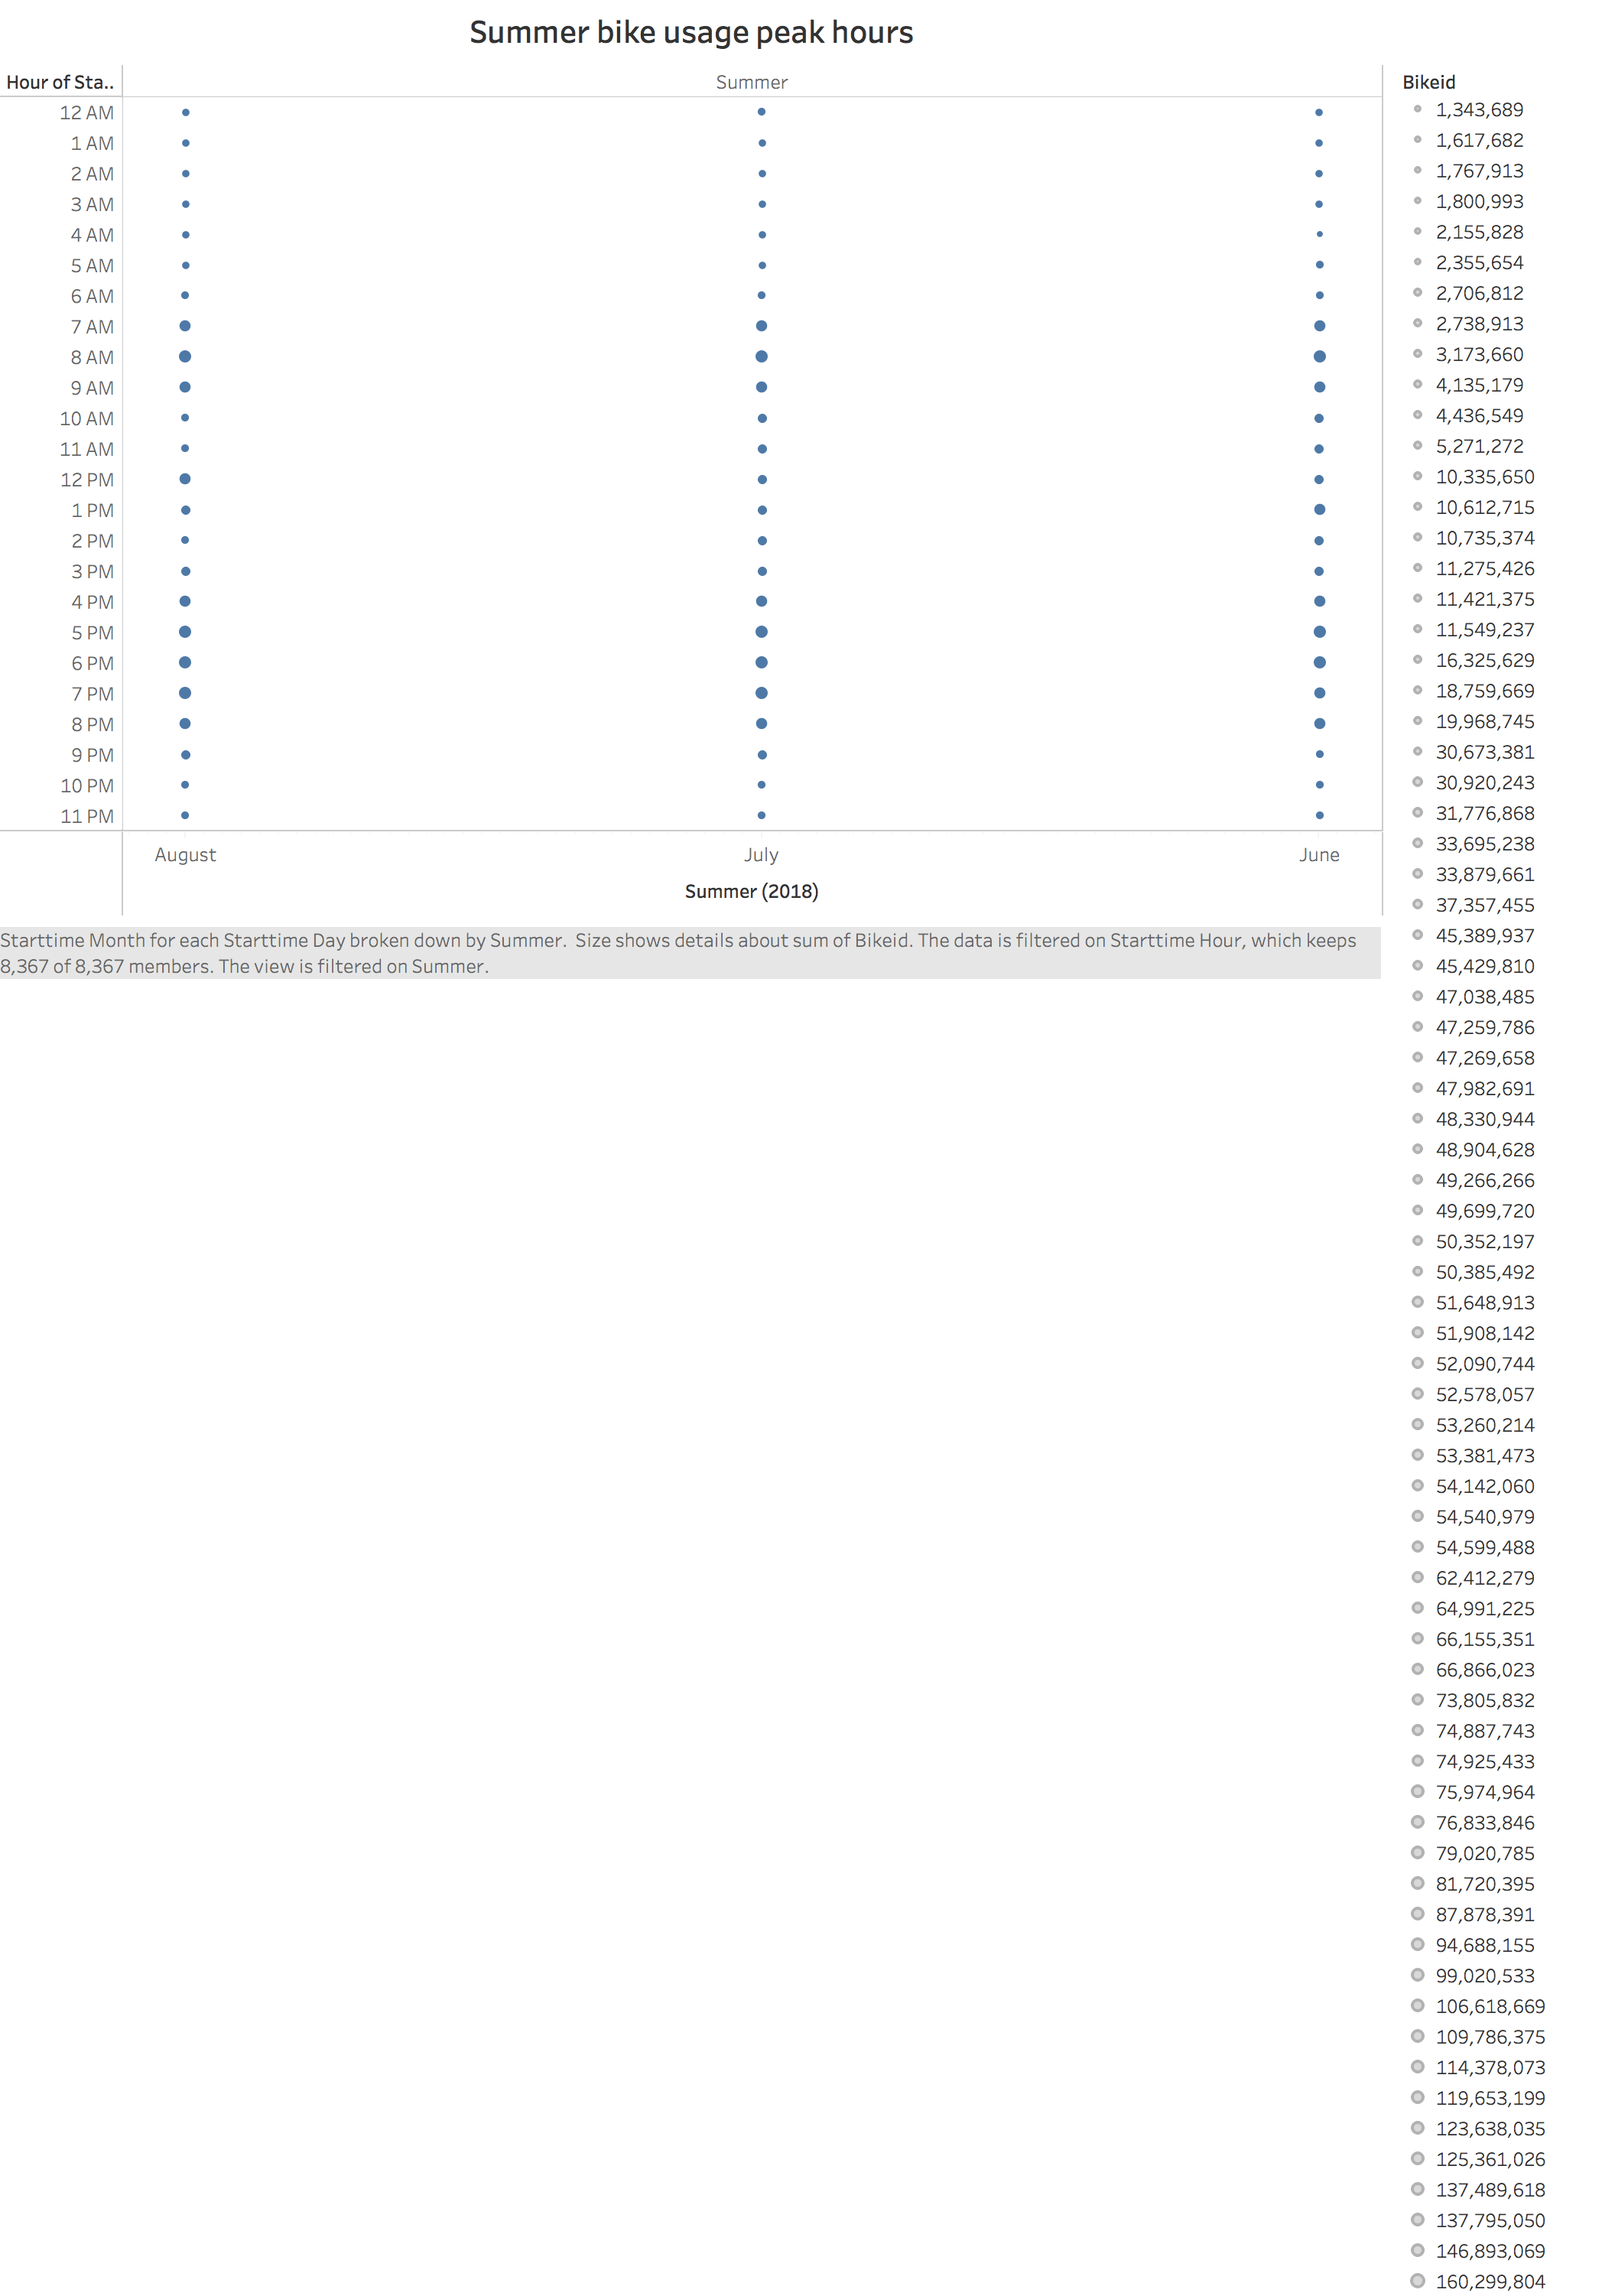 Summer bike usage peak hours
Hour of Sta..
Summer
12 AM
1 AM
2 AM
3 AM
4 AM
5 AM
6 AM
7 AM
8 AM
9 AM
10 AM
11 AM
12 PM
1 PM
2 PM
3 PM
4 PM
5 PM
6 PM
7 PM
8 PM
9 PM
10 PM
11 PM
August July June
Summer (2018)
Starttime Month for each Starttime Day broken down by Summer.  Size shows details about sum of Bikeid. The data is filtered on Starttime Hour, which keeps
8,367 of 8,367 members. The view is filtered on Summer.
Bikeid
1,343,689
1,617,682
1,767,913
1,800,993
2,155,828
2,355,654
2,706,812
2,738,913
3,173,660
4,135,179
4,436,549
5,271,272
10,335,650
10,612,715
10,735,374
11,275,426
11,421,375
11,549,237
16,325,629
18,759,669
19,968,745
30,673,381
30,920,243
31,776,868
33,695,238
33,879,661
37,357,455
45,389,937
45,429,810
47,038,485
47,259,786
47,269,658
47,982,691
48,330,944
48,904,628
49,266,266
49,699,720
50,352,197
50,385,492
51,648,913
51,908,142
52,090,744
52,578,057
53,260,214
53,381,473
54,142,060
54,540,979
54,599,488
62,412,279
64,991,225
66,155,351
66,866,023
73,805,832
74,887,743
74,925,433
75,974,964
76,833,846
79,020,785
81,720,395
87,878,391
94,688,155
99,020,533
106,618,669
109,786,375
114,378,073
119,653,199
123,638,035
125,361,026
137,489,618
137,795,050
146,893,069
160,299,804